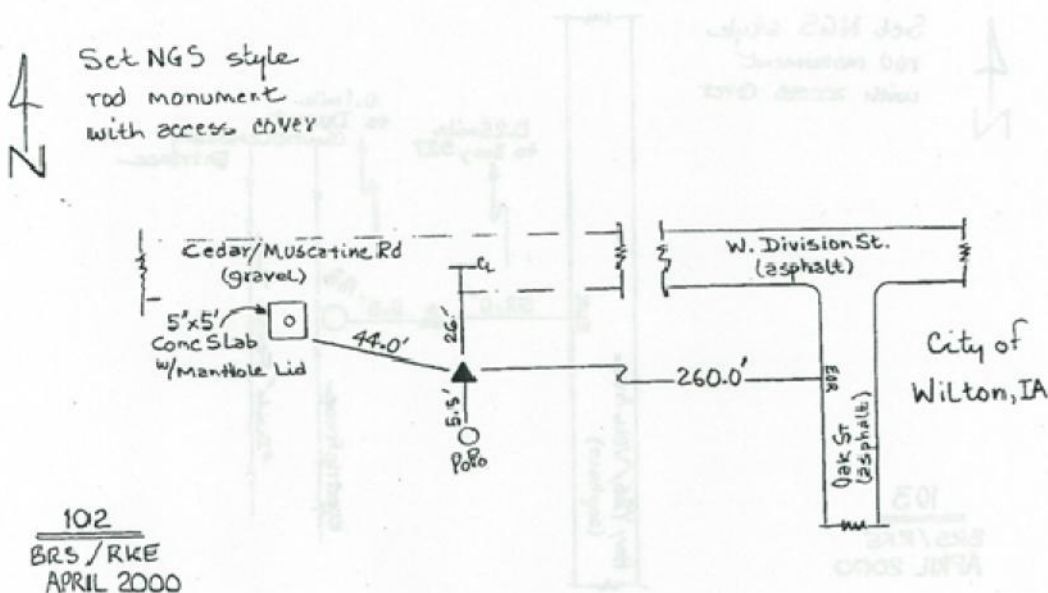 Set NGS style
rod monument
with access cover
N
Cedar/Muscatine Rd
(gravel)
CL
W. Division St.
(asphalt)
5'x5'
Conc Slab
w/Manhole Lid
44.0'
26.'
5.5'
PoPo
260.0'
EOR
Oak St
(asphalt)
City of
Wilton, IA
102
BRS/RKE
APRIL 2000